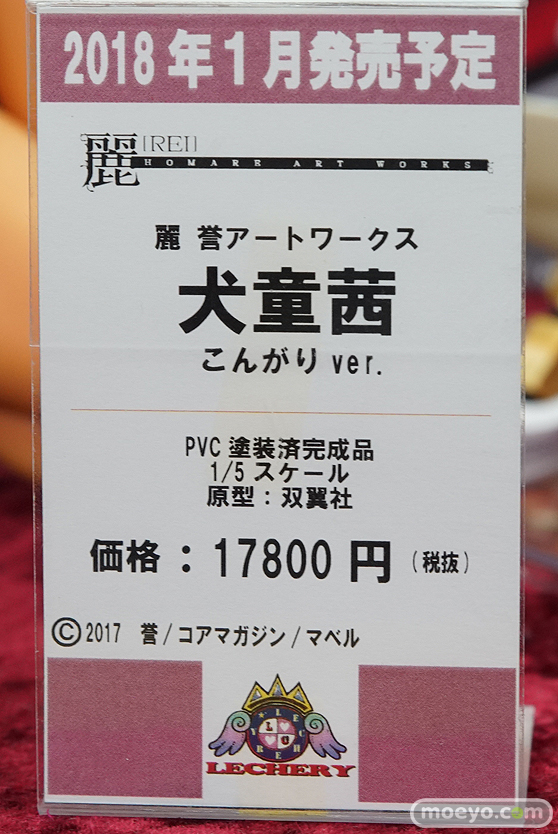 2018年1月発売予定
麗 [REI]
HOMARE ART WORKS
麗 誉アートワークス
犬童茜
こんがりver.
PVC塗装済完成品
1/5スケール
原型：双翼社
価格：17800円（税抜）
©2017 誉/コアマガジン/マベル
LECHERY
LECHERY
moeyo.com